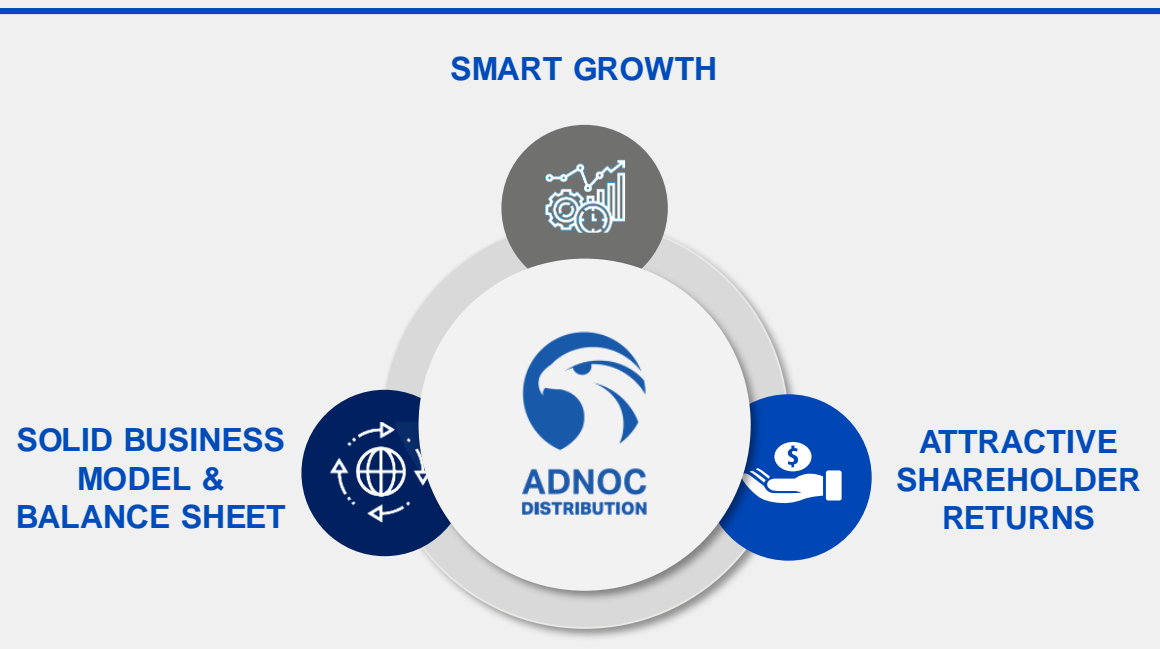 SMART GROWTH
SOLID BUSINESS
MODEL &
BALANCE SHEET
ADNOC
DISTRIBUTION
$
ATTRACTIVE
SHAREHOLDER
RETURNS